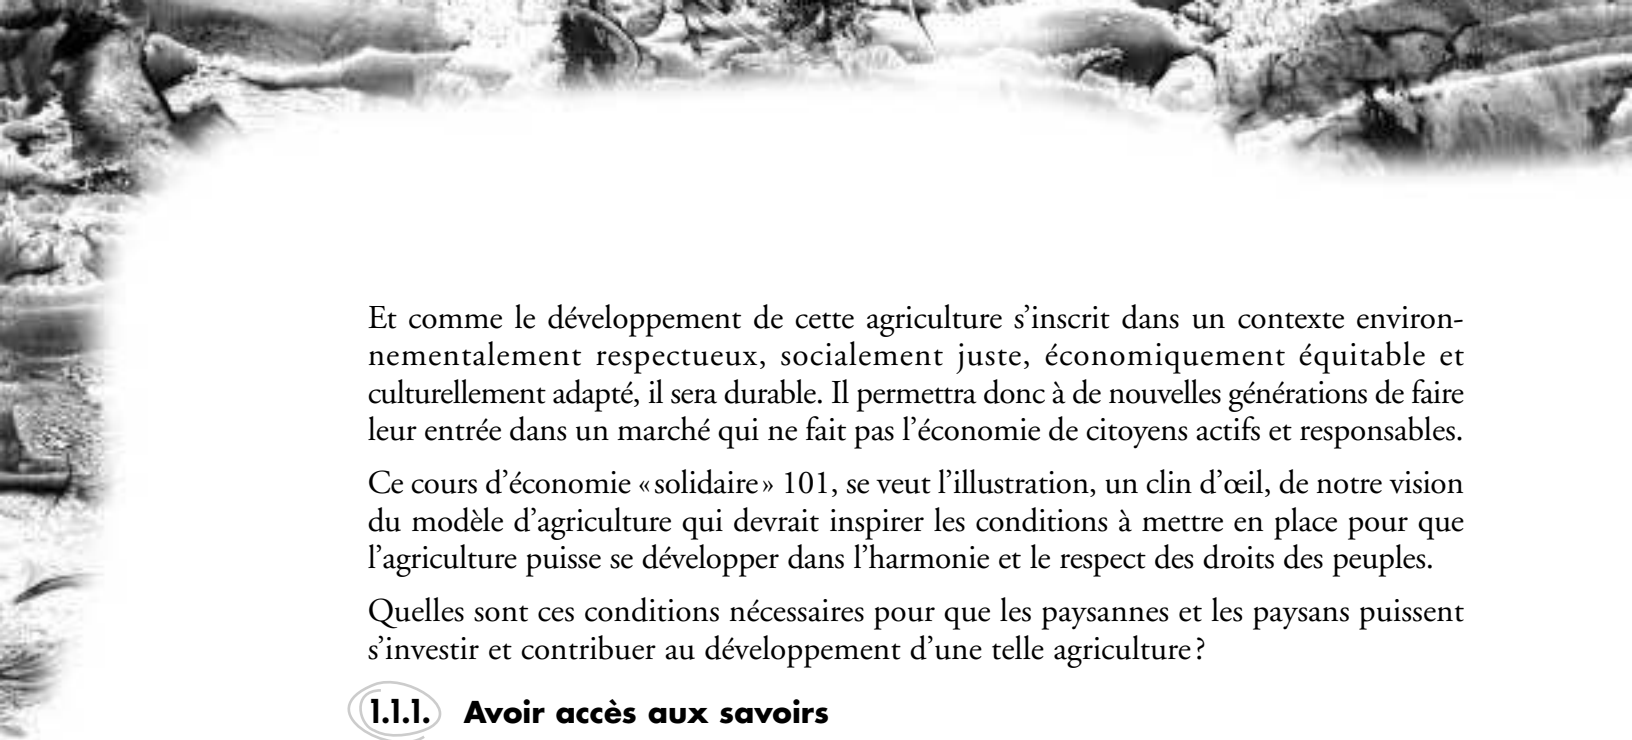 Et comme le développement de cette agriculture s’inscrit dans un contexte environ-
nementalement respectueux, socialement juste, économiquement équitable et
culturellement adapté, il sera durable. Il permettra donc à de nouvelles générations de faire
leur entrée dans un marché qui ne fait pas l’économie de citoyens actifs et responsables.
Ce cours d’économie «solidaire» 101, se veut l’illustration, un clin d’œil, de notre vision
du modèle d’agriculture qui devrait inspirer les conditions à mettre en place pour que
l’agriculture puisse se développer dans l’harmonie et le respect des droits des peuples.
Quelles sont ces conditions nécessaires pour que les paysannes et les paysans puissent
s’investir et contribuer au développement d’une telle agriculture?
1.1.1. Avoir accès aux savoirs